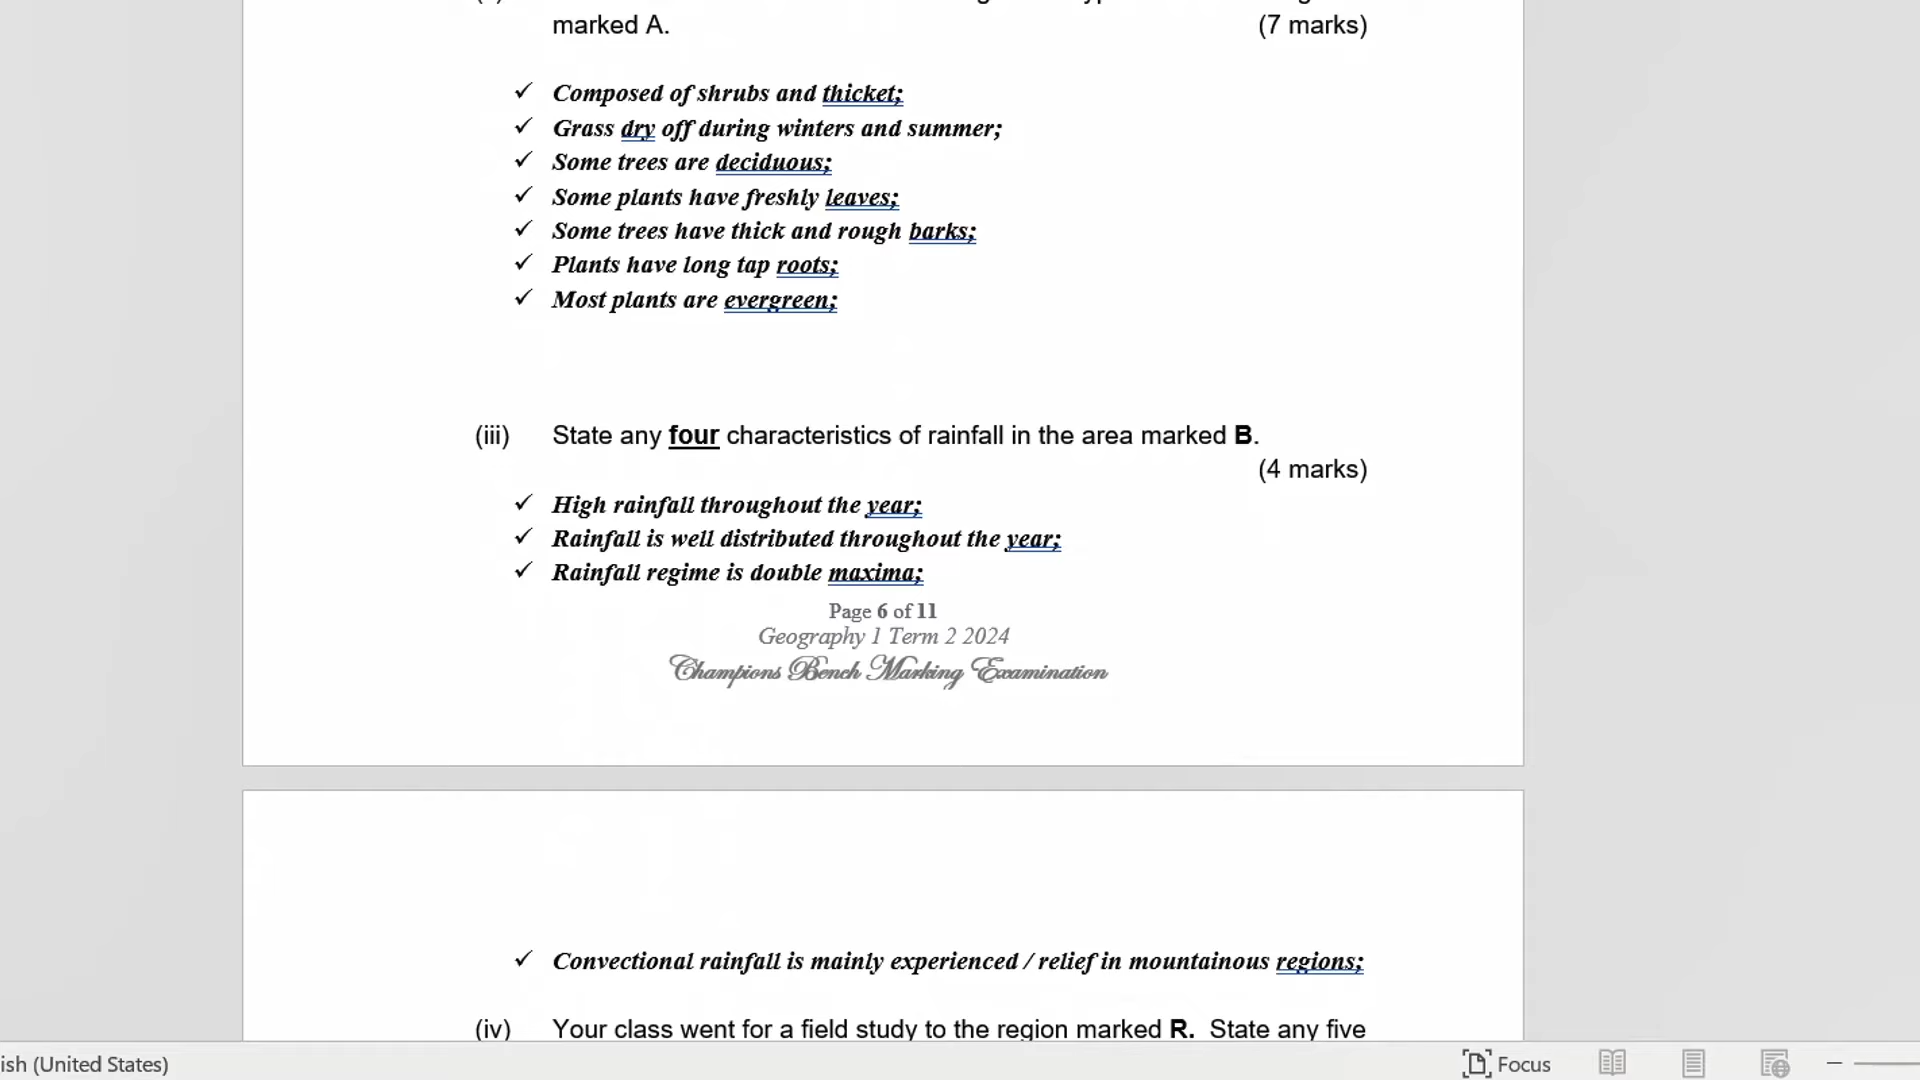 marked A. (7 marks)
✓ Composed of shrubs and thicket;
✓ Grass dry off during winters and summer;
✓ Some trees are deciduous;
✓ Some plants have freshly leaves;
✓ Some trees have thick and rough barks;
✓ Plants have long tap roots;
✓ Most plants are evergreen;
(iii) State any four characteristics of rainfall in the area marked B.
(4 marks)
✓ High rainfall throughout the year;
✓ Rainfall is well distributed throughout the year;
✓ Rainfall regime is double maxima;
Page 6 of 11
Geography 1 Term 2 2024
Champions Bench Marking Examination
✓ Convectional rainfall is mainly experienced / relief in mountainous regions;
(iv) Your class went for a field study to the region marked R. State any five
ish (United States) Focus